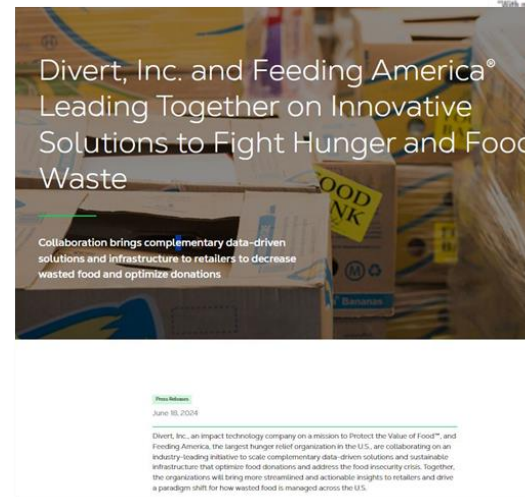 Divert, Inc. and Feeding America®
Leading Together on Innovative
Solutions to Fight Hunger and Food
Waste
OOD
NK
Collaboration brings complementary data-driven
solutions and infrastructure to retailers to decrease
wasted food and optimize donations
Bananas
Press Releases
June 18, 2024
Divert, Inc., an impact technology company on a mission to Protect the Value of Food™, and
Feeding America, the largest hunger relief organization in the U.S., are collaborating on an
industry-leading initiative to scale complementary data-driven solutions and sustainable
infrastructure that optimize food donations and address the food insecurity crisis. Together,
the organizations will bring more streamlined and actionable insights to retailers and drive
a paradigm shift for how wasted food is managed across the U.S.